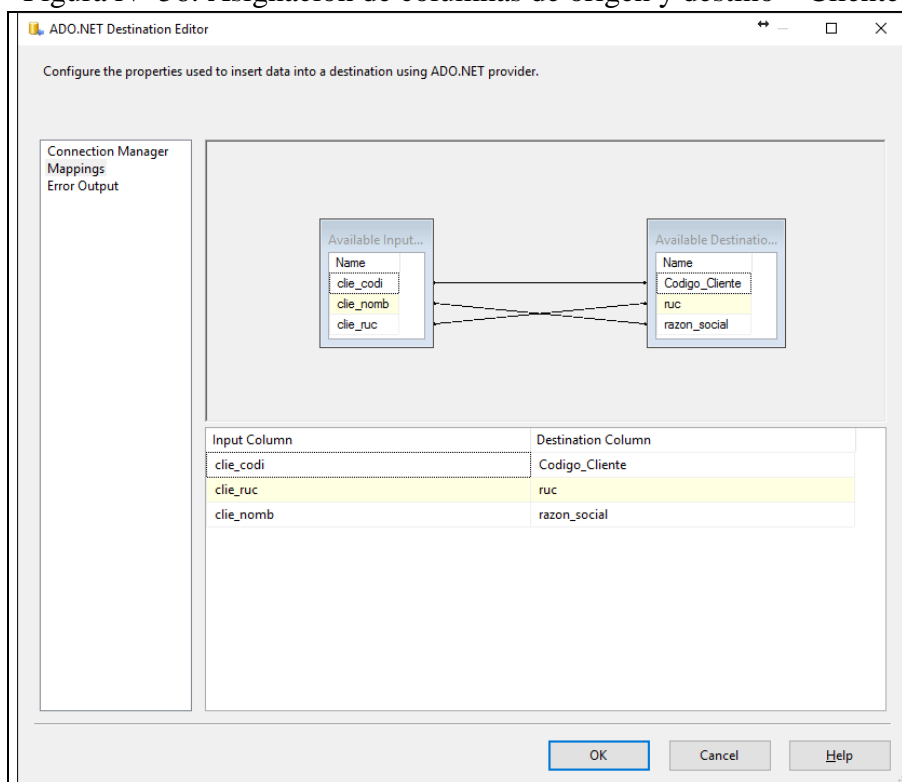 Figura N° 38: Asignación de columnas de origen y destino – Cliente
ADO.NET Destination Editor
Configure the properties used to insert data into a destination using ADO.NET provider.
Connection Manager
Mappings
Error Output
Available Input...
Name
clie_codi
clie_nomb
clie_ruc
Available Destinatio...
Name
Codigo_Cliente
ruc
razon_social
Input Column Destination Column
clie_codi Codigo_Cliente
clie_ruc ruc
clie_nomb razon_social
OK Cancel Help